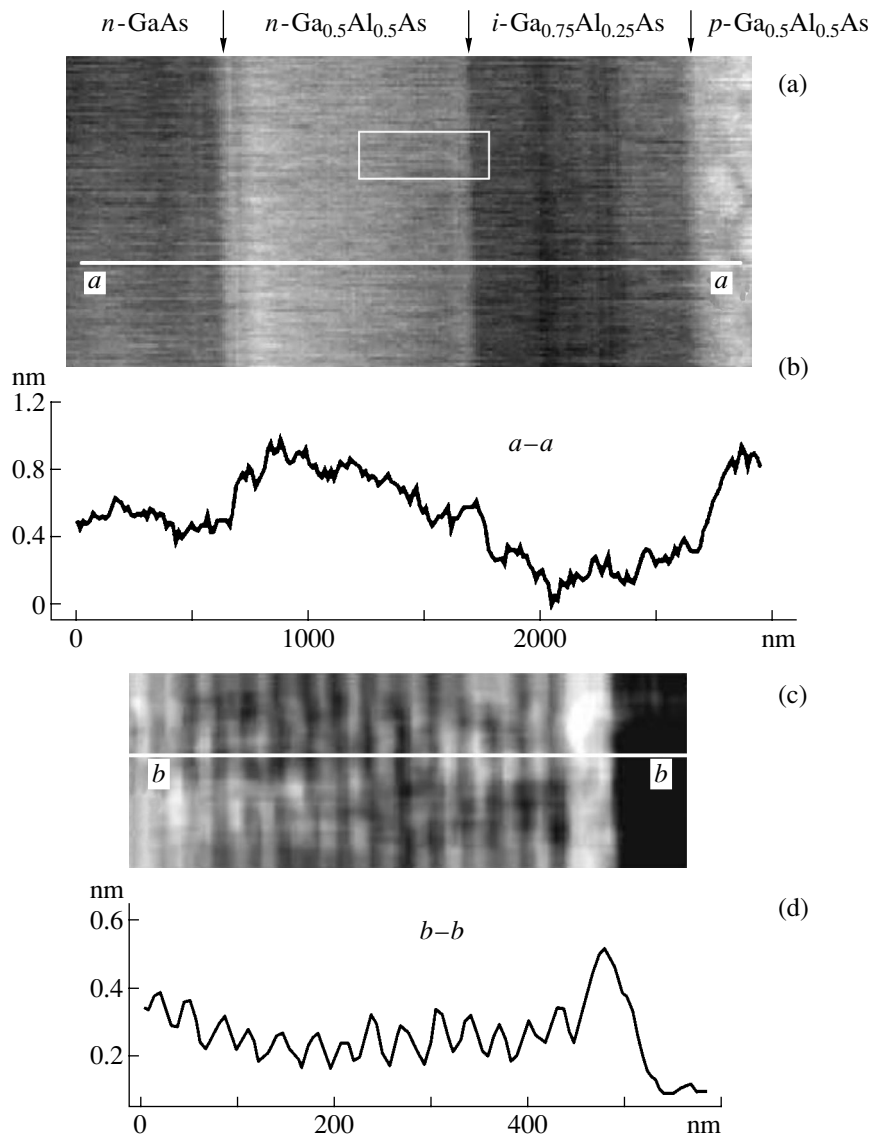 n-GaAs n-Ga0.5Al0.5As i-Ga0.75Al0.25As p-Ga0.5Al0.5As
(a)
a a
(b)
nm
1.2
a–a
0.8
0.4
0
0 1000 2000 nm
(c)
b b
nm
(d)
0.6
b–b
0.4
0.2
0 200 400 nm